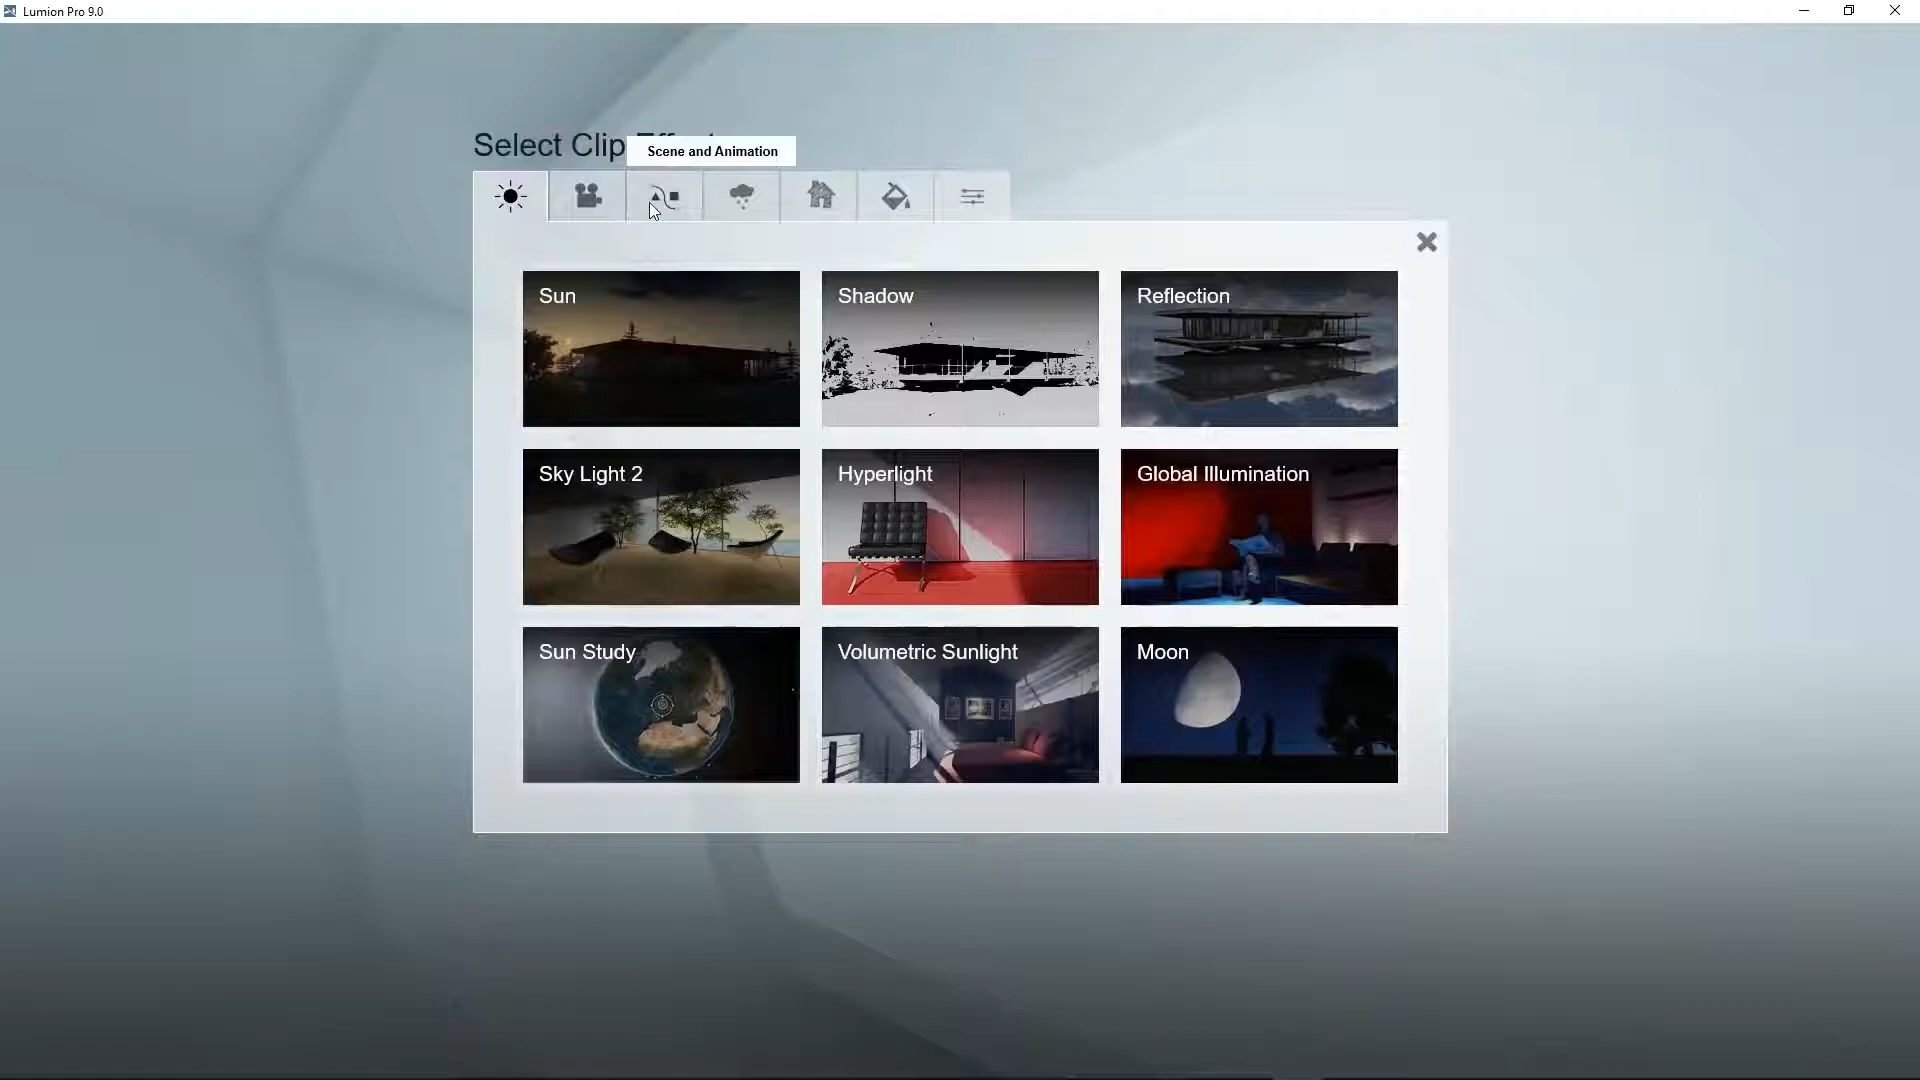 Lumion Pro 9.0
Select Clip
Scene and Animation
Sun
Shadow
Reflection
Sky Light 2
Hyperlight
Global Illumination
Sun Study
Volumetric Sunlight
Moon